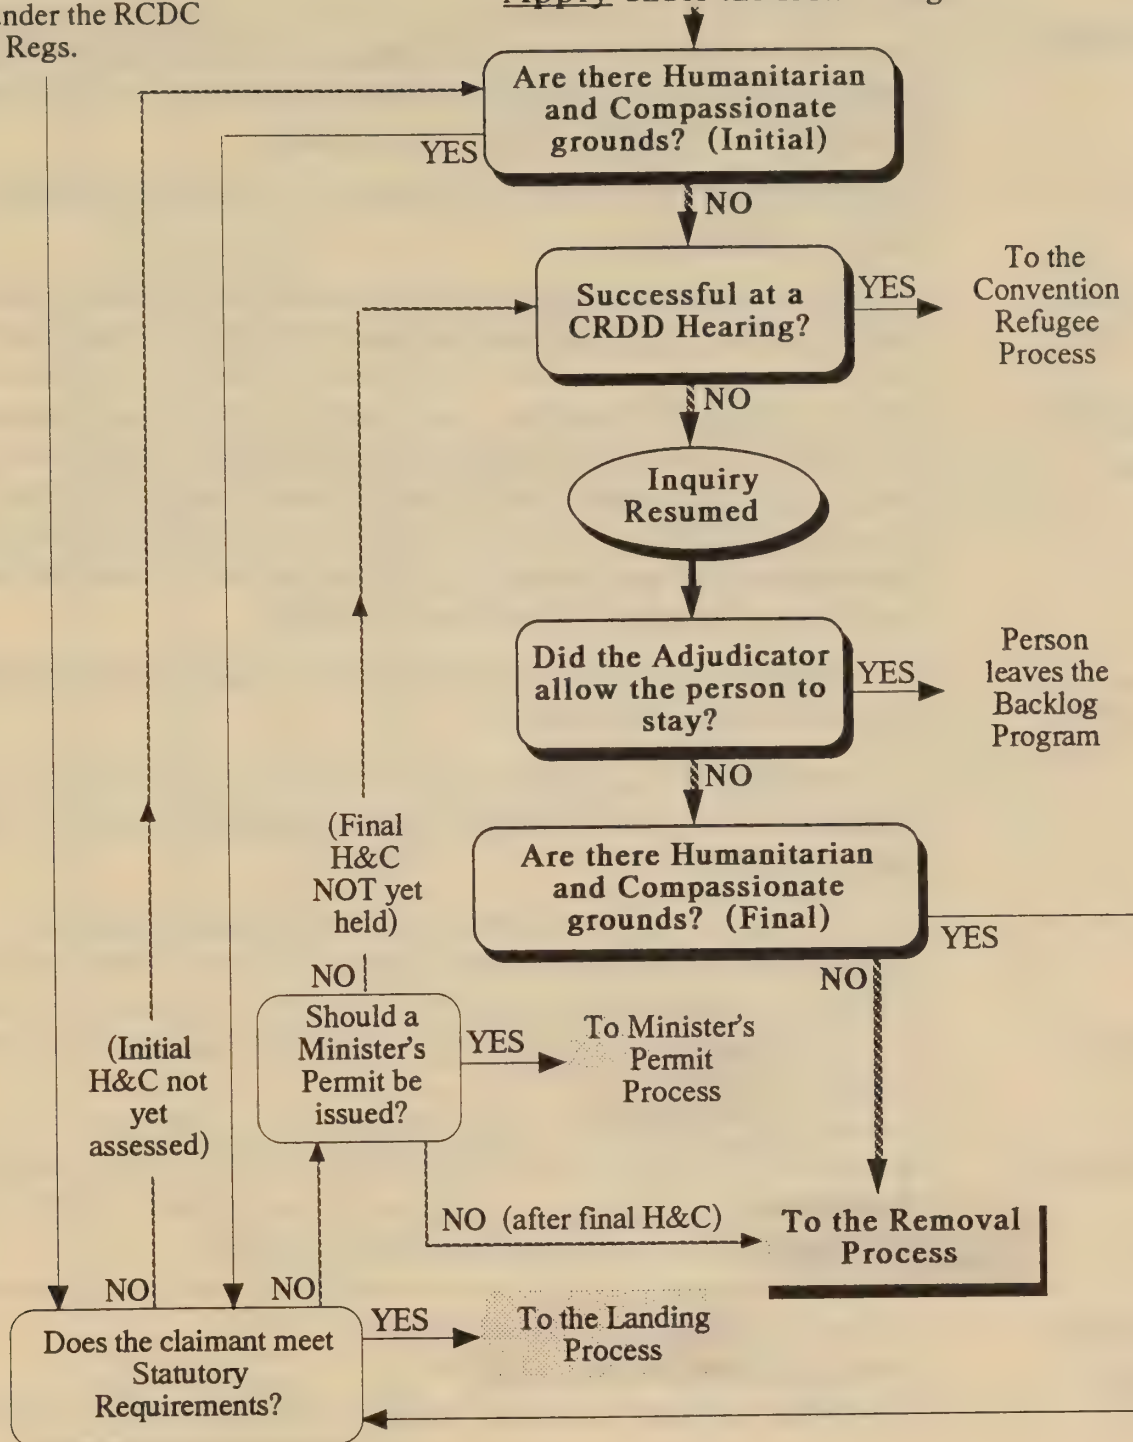 under the RCDC
Regs.
Apply
Are there Humanitarian
and Compassionate
grounds? (Initial)
YES
NO
Successful at a
CRDD Hearing?
YES
To the
Convention
Refugee
Process
NO
Inquiry
Resumed
Did the Adjudicator
allow the person to
stay?
YES
Person
leaves the
Backlog
Program
NO
Are there Humanitarian
and Compassionate
grounds? (Final)
YES
NO
(Final
H&C
NOT yet
held)
NO
Should a
Minister's
Permit be
issued?
YES
To Minister's
Permit
Process
(Initial
H&C not
yet
assessed)
NO (after final H&C)
To the Removal
Process
NO
NO
Does the claimant meet
Statutory
Requirements?
YES
To the Landing
Process